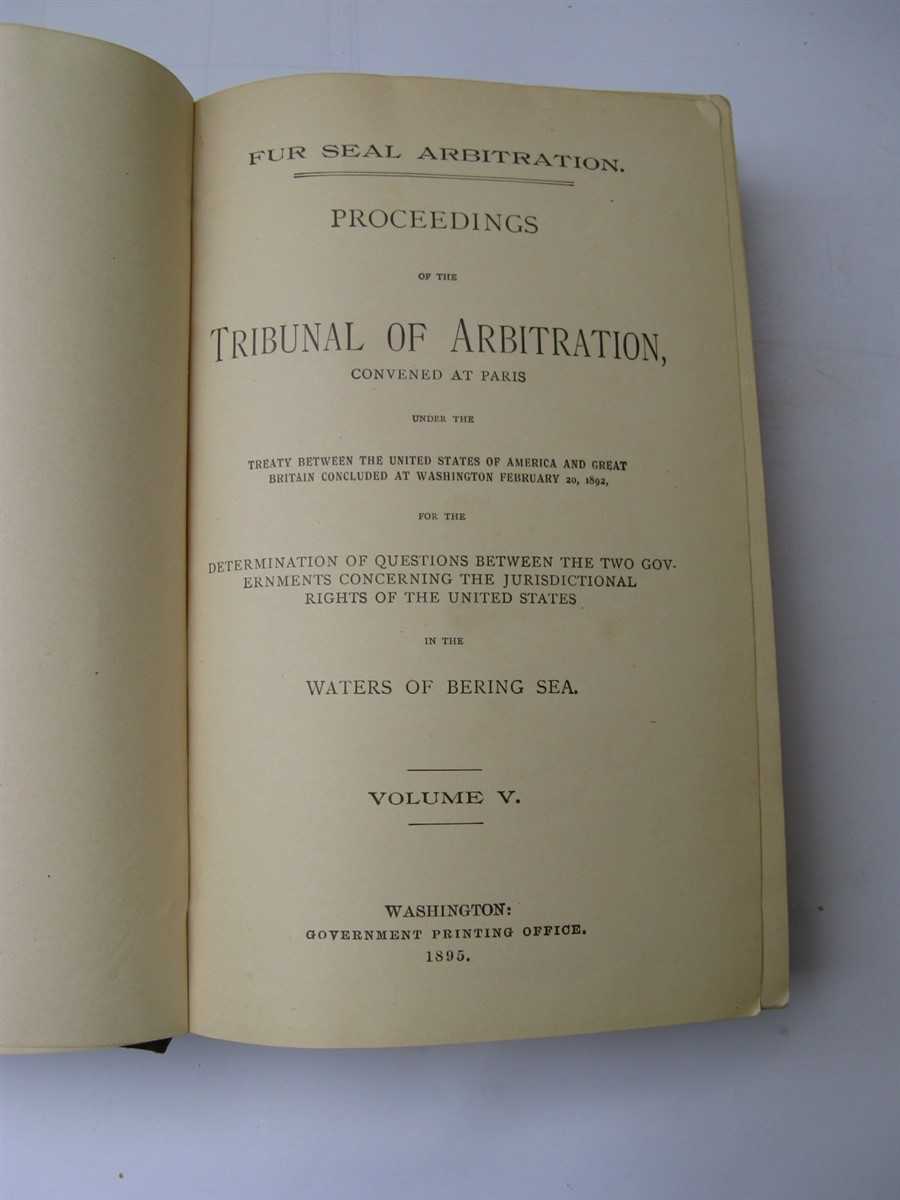 FUR SEAL ARBITRATION.
PROCEEDINGS
OF THE
TRIBUNAL OF ARBITRATION,
CONVENED AT PARIS
UNDER THE
TREATY BETWEEN THE UNITED STATES OF AMERICA AND GREAT
BRITAIN CONCLUDED AT WASHINGTON FEBRUARY 20, 1892,
FOR THE
DETERMINATION OF QUESTIONS BETWEEN THE TWO GOV-
ERNMENTS CONCERNING THE JURISDICTIONAL
RIGHTS OF THE UNITED STATES
IN THE
WATERS OF BERING SEA.
VOLUME V.
WASHINGTON:
GOVERNMENT PRINTING OFFICE.
1895.